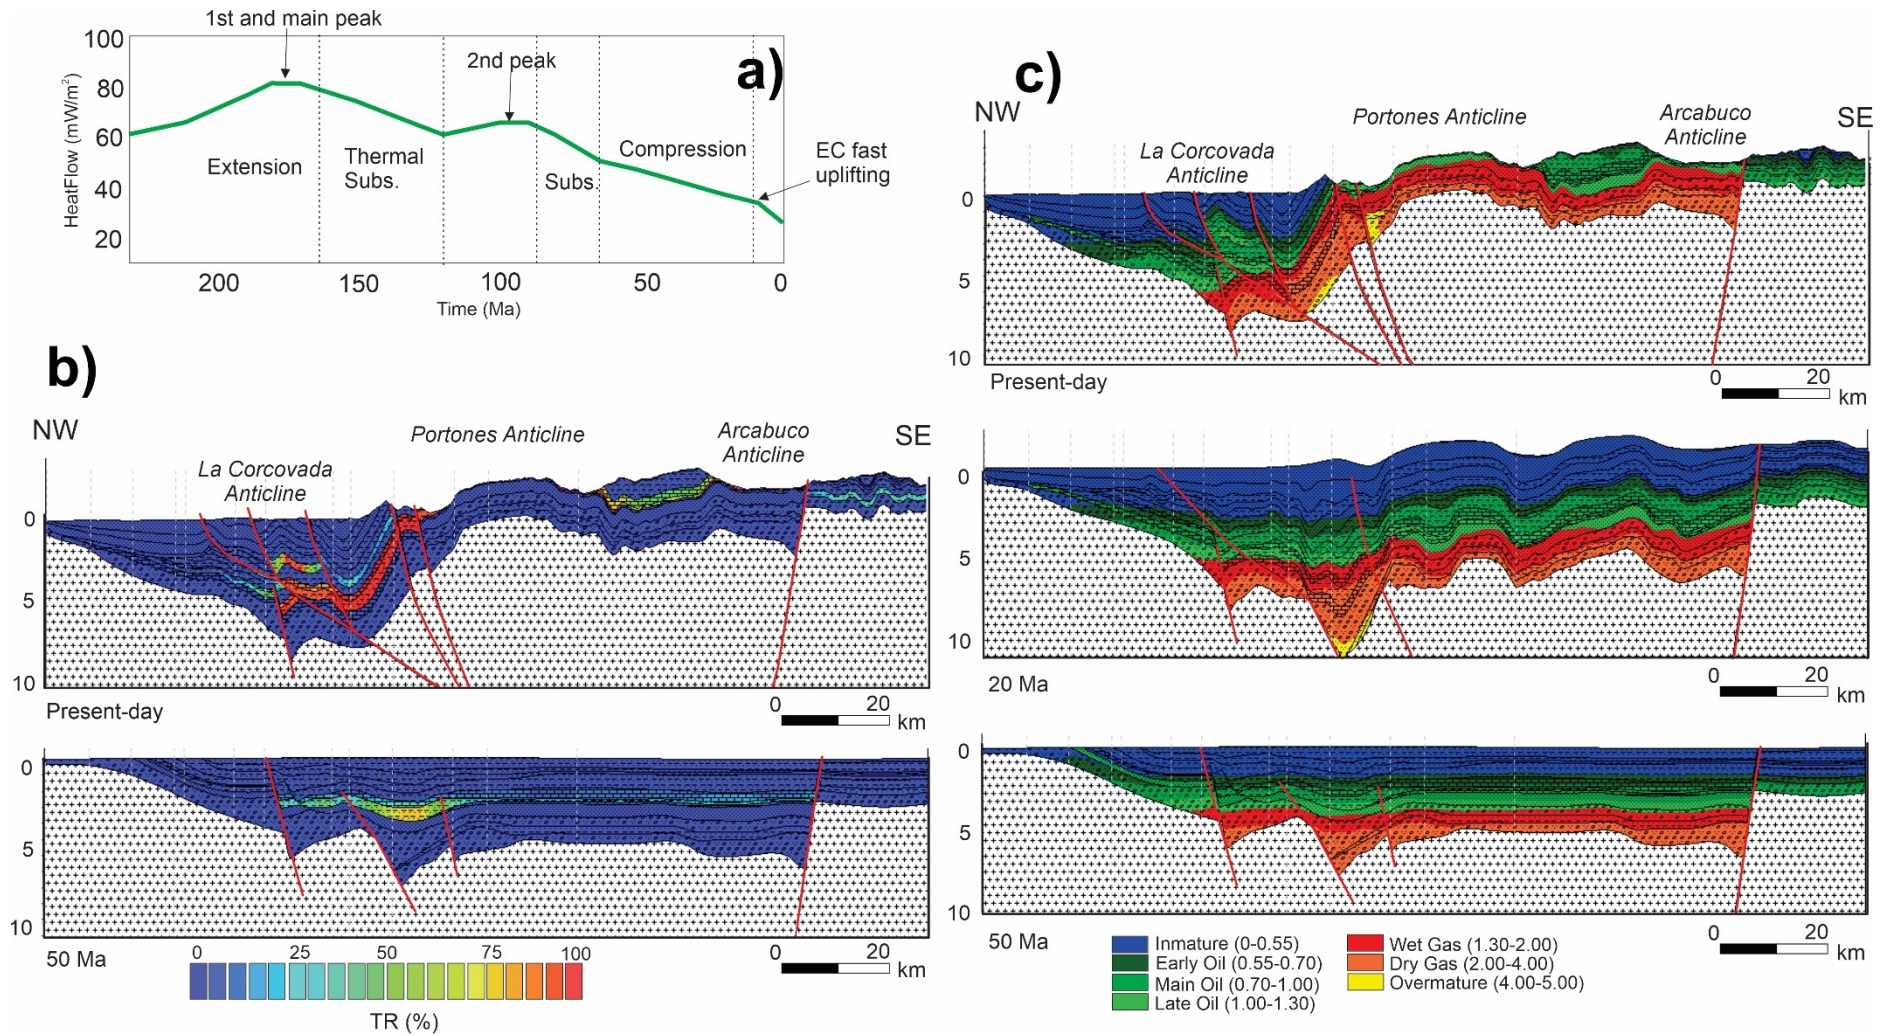 1st and main peak
100
80
60
40
20
HeatFlow (mW/m²)
2nd peak
a)
Extension
Thermal
Subs.
Subs.
Compression
EC fast
uplifting
200
150
100
50
0
Time (Ma)
b)
NW
SE
La Corcovada
Anticline
Portones Anticline
Arcabuco
Anticline
0
5
10
Present-day
0
20
km
0
5
10
50 Ma
0
20
km
0
25
50
75
100
TR (%)
c)
NW
SE
La Corcovada
Anticline
Portones Anticline
Arcabuco
Anticline
0
5
10
Present-day
0
20
km
0
5
10
20 Ma
0
20
km
0
5
10
50 Ma
0
20
km
Inmature (0-0.55)
Early Oil (0.55-0.70)
Main Oil (0.70-1.00)
Late Oil (1.00-1.30)
Wet Gas (1.30-2.00)
Dry Gas (2.00-4.00)
Overmature (4.00-5.00)